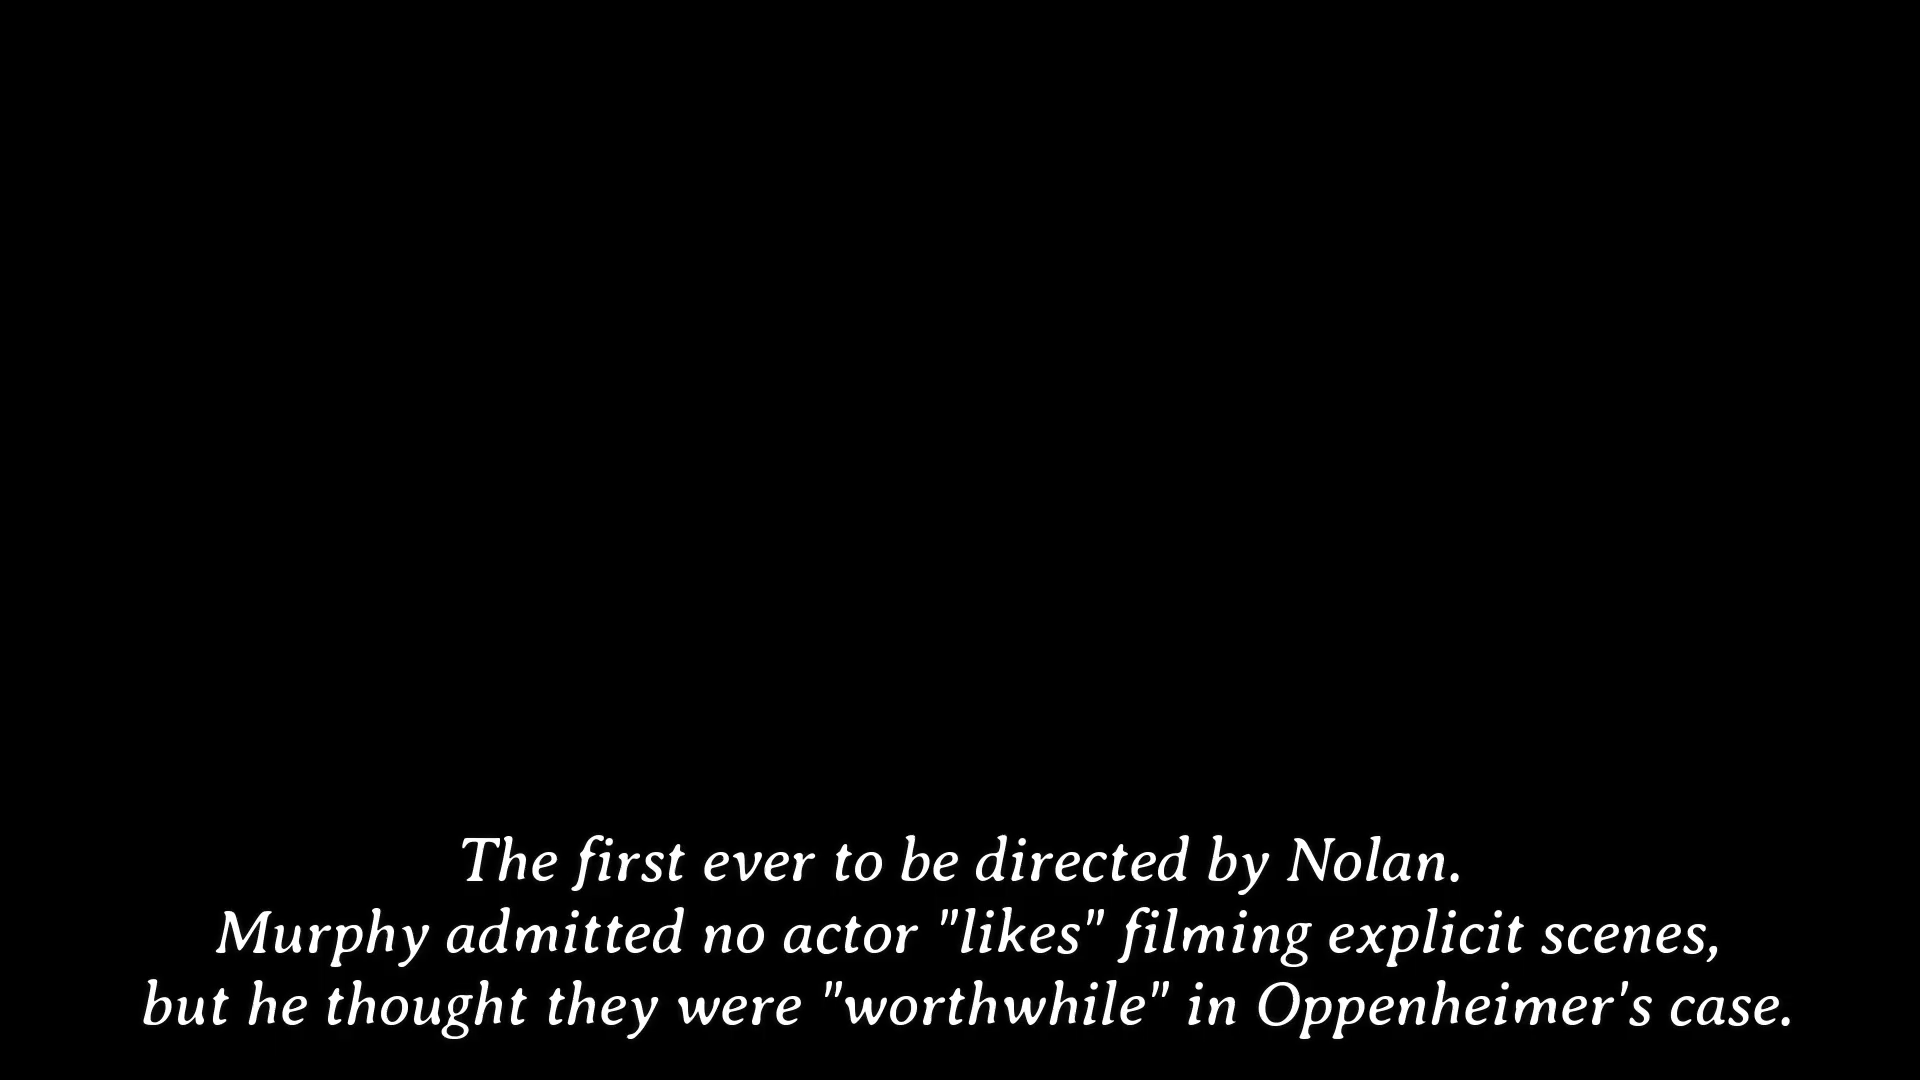 The first ever to be directed by Nolan.
Murphy admitted no actor "likes" filming explicit scenes,
but he thought they were "worthwhile" in Oppenheimer's case.